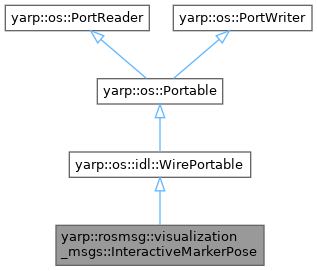 yarp::os::PortReader
yarp::os::PortWriter
yarp::os::Portable
yarp::os::idl::WirePortable
yarp::rosmsg::visualization
_msgs::InteractiveMarkerPose